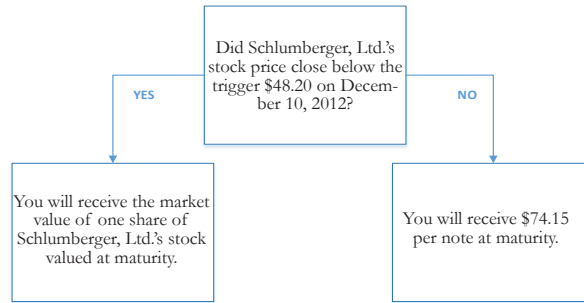 Did Schlumberger, Ltd.'s
stock price close below the
trigger $48.20 on Decem-
ber 10, 2012?
YES
NO
You will receive the market
value of one share of
Schlumberger, Ltd.'s stock
valued at maturity.
You will receive $74.15
per note at maturity.